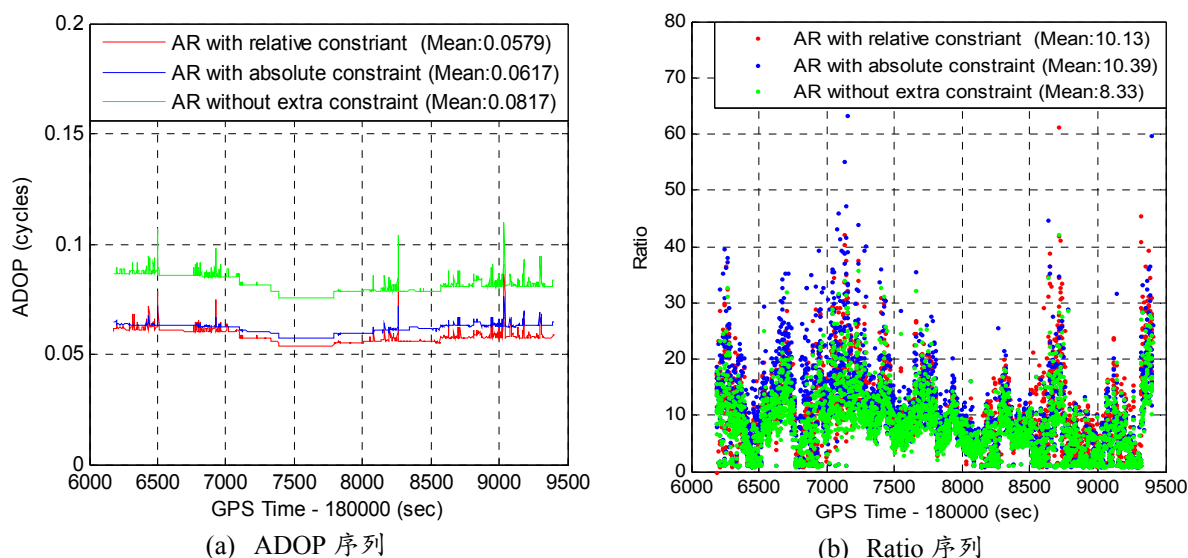 0.2
0.15
0.1
0.05
0
ADOP (cycles)
AR with relative constriant (Mean:0.0579)
AR with absolute constraint (Mean:0.0617)
AR without extra constraint (Mean:0.0817)
6000 6500 7000 7500 8000 8500 9000 9500
GPS Time - 180000 (sec)
(a) ADOP 序列
80
70
60
50
40
30
20
10
0
Ratio
AR with relative constriant (Mean:10.13)
AR with absolute constraint (Mean:10.39)
AR without extra constraint (Mean:8.33)
6000 6500 7000 7500 8000 8500 9000 9500
GPS Time - 180000 (sec)
(b) Ratio 序列